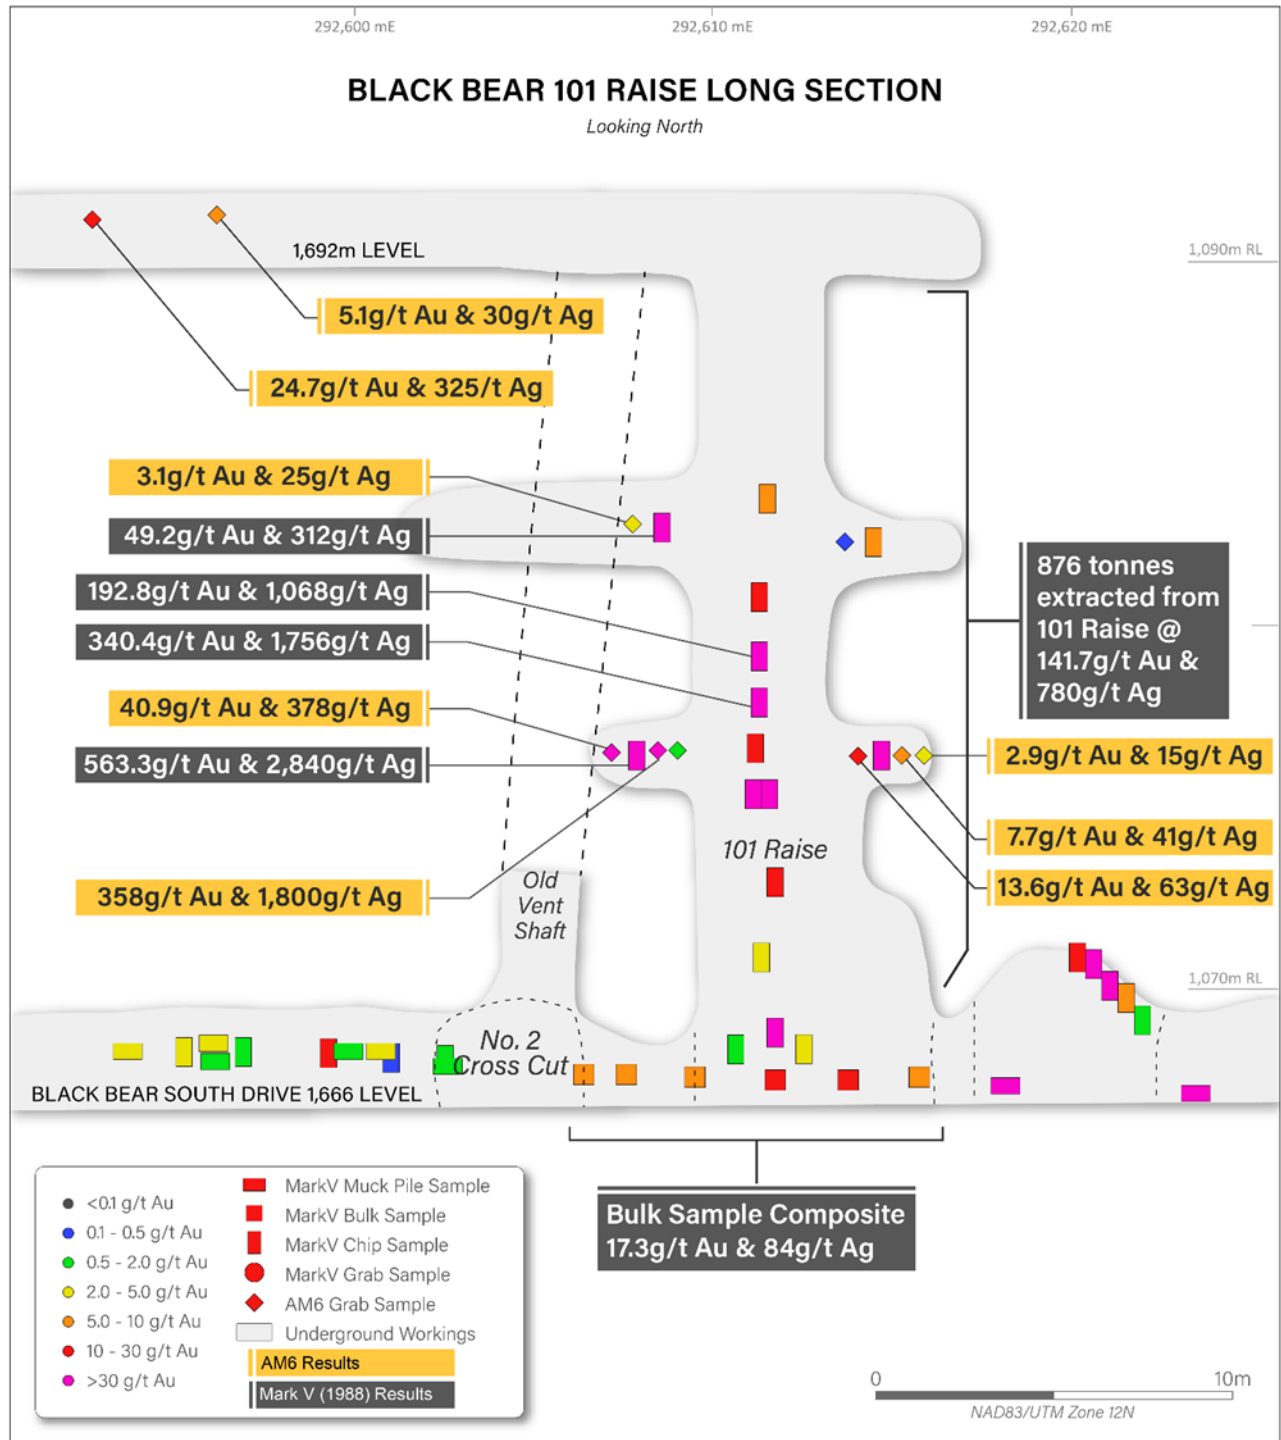 292,600 mE
292,610 mE
292,620 mE
BLACK BEAR 101 RAISE LONG SECTION
Looking North
1,692m LEVEL
1,090m RL
5.1g/t Au & 30g/t Ag
24.7g/t Au & 325/t Ag
3.1g/t Au & 25g/t Ag
49.2g/t Au & 312g/t Ag
192.8g/t Au & 1,068g/t Ag
340.4g/t Au & 1,756g/t Ag
40.9g/t Au & 378g/t Ag
563.3g/t Au & 2,840g/t Ag
358g/t Au & 1,800g/t Ag
876 tonnes
extracted from
101 Raise @
141.7g/t Au &
780g/t Ag
2.9g/t Au & 15g/t Ag
7.7g/t Au & 41g/t Ag
13.6g/t Au & 63g/t Ag
101 Raise
Old
Vent
Shaft
1,070m RL
No. 2
Cross Cut
BLACK BEAR SOUTH DRIVE 1,666 LEVEL
Bulk Sample Composite
17.3g/t Au & 84g/t Ag
<0.1 g/t Au
0.1 - 0.5 g/t Au
0.5 - 2.0 g/t Au
2.0 - 5.0 g/t Au
5.0 - 10 g/t Au
10 - 30 g/t Au
>30 g/t Au
MarkV Muck Pile Sample
MarkV Bulk Sample
MarkV Chip Sample
MarkV Grab Sample
AM6 Grab Sample
Underground Workings
AM6 Results
Mark V (1988) Results
0
10m
NAD83/UTM Zone 12N